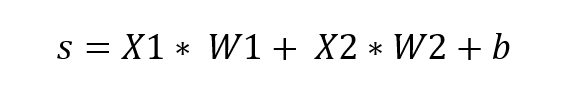 s = X1 * W1 + X2 * W2 + b